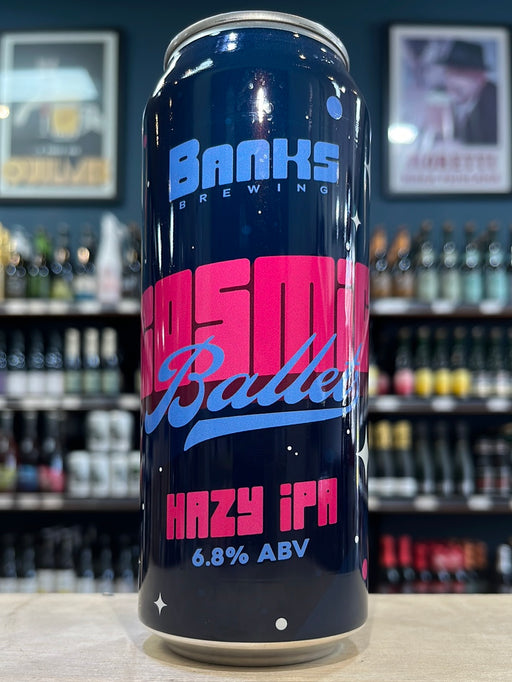 BANKS
BREWING
COSMIC
Ballet
HAZY iPA
6.8% ABV